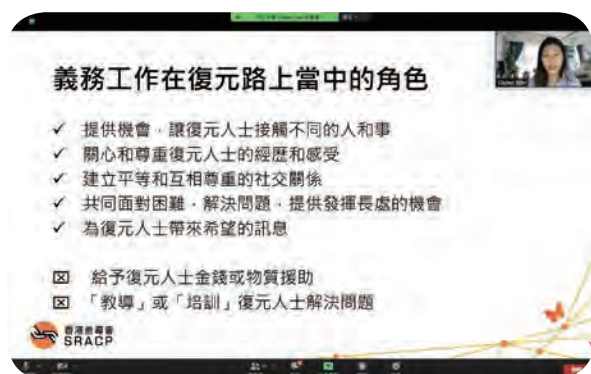 義務工作在復元路上當中的角色
✓ 提供機會，讓復元人士接觸不同的人和事
✓ 關心和尊重復元人士的經歷和感受
✓ 建立平等和互相尊重的社交關係
✓ 共同面對困難，解決問題，提供發揮長處的機會
✓ 為復元人士帶來希望的訊息
☒ 給予復元人士金錢或物質援助
☒ 「教導」或「培訓」復元人士解決問題
香港善導會
SRACP